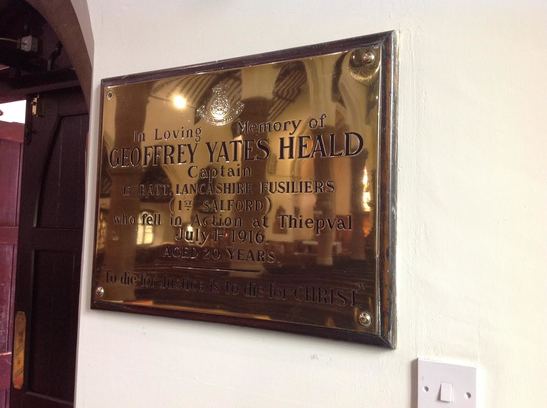 In Loving Memory of
GEOFFREY YATES HEALD
Captain
BATT. LANCASHIRE FUSILIERS
(1ST SALFORD)
who fell in Action at Thiepval
July 1st 1916.
AGED 20 YEARS.
"To die for Justice is to die for CHRIST"